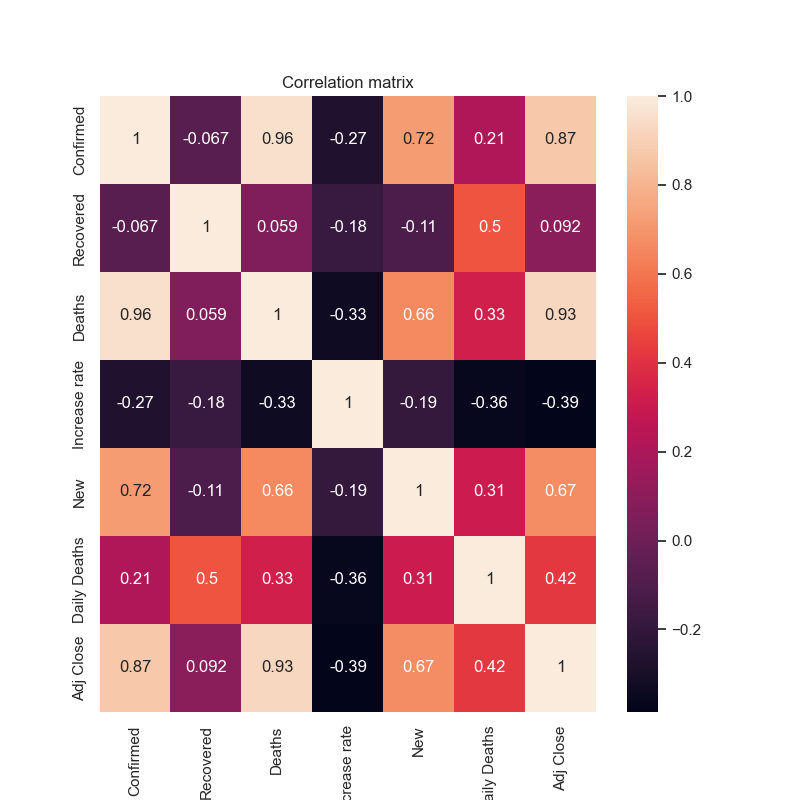 Correlation matrix
Confirmed 1 -0.067 0.96 -0.27 0.72 0.21 0.87
Recovered -0.067 1 0.059 -0.18 -0.11 0.5 0.092
Deaths 0.96 0.059 1 -0.33 0.66 0.33 0.93
Increase rate -0.27 -0.18 -0.33 1 -0.19 -0.36 -0.39
New 0.72 -0.11 0.66 -0.19 1 0.31 0.67
Daily Deaths 0.21 0.5 0.33 -0.36 0.31 1 0.42
Adj Close 0.87 0.092 0.93 -0.39 0.67 0.42 1
Confirmed Recovered Deaths crease rate New aily Deaths Adj Close
1.0
0.8
0.6
0.4
0.2
0.0
−0.2